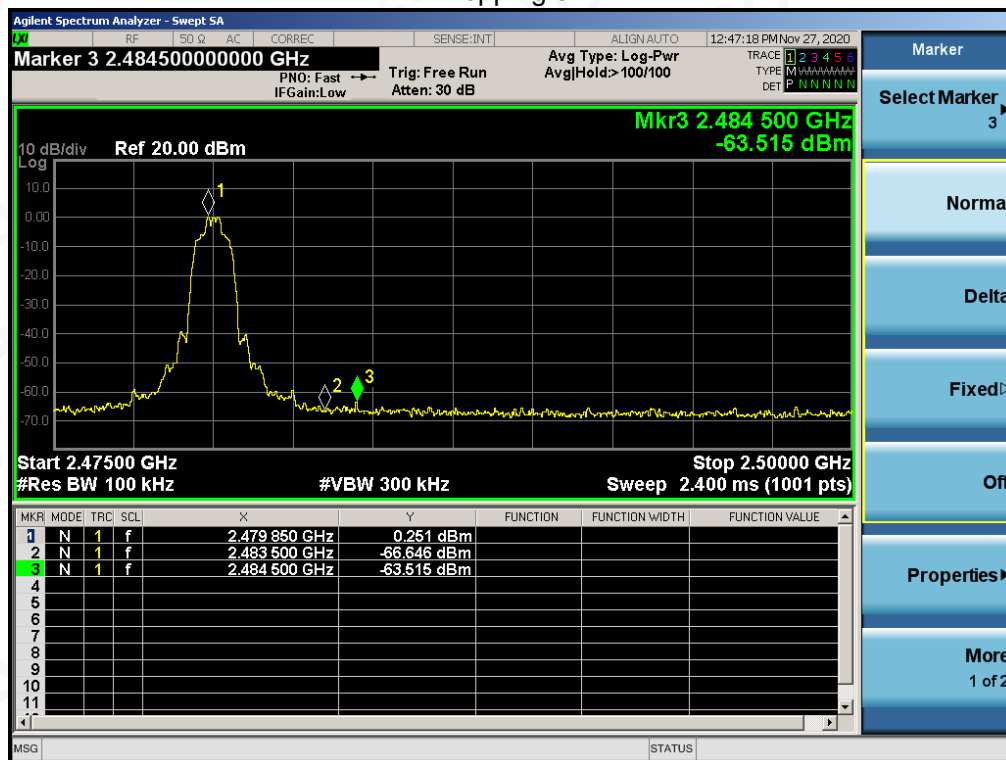 Agilent Spectrum Analyzer - Swept SA
LXI RF 50 Ω AC CORREC SENSE:INT ALIGN AUTO 12:47:18 PM Nov 27, 2020
Marker 3 2.484500000000 GHz
Avg Type: Log-Pwr
TRACE 1 2 3 4 5 6
PNO: Fast
Trig: Free Run
Avg|Hold:>100/100
TYPE M W W W W W
IFGain:Low
Atten: 30 dB
DET P N N N N N
Mkr3 2.484 500 GHz
-63.515 dBm
10 dB/div Ref 20.00 dBm
Log
10.0
0.00
-10.0
-20.0
-30.0
-40.0
-50.0
-60.0
-70.0
1
2
3
Start 2.47500 GHz Stop 2.50000 GHz
#Res BW 100 kHz #VBW 300 kHz Sweep 2.400 ms (1001 pts)
MKR MODE TRC SCL X Y FUNCTION FUNCTION WIDTH FUNCTION VALUE
1 N 1 f 2.479 850 GHz 0.251 dBm
2 N 1 f 2.483 500 GHz -66.646 dBm
3 N 1 f 2.484 500 GHz -63.515 dBm
4
5
6
7
8
9
10
11
MSG STATUS
Marker
Select Marker
3
Norma
Delta
Fixed
Off
Properties
More
1 of 2